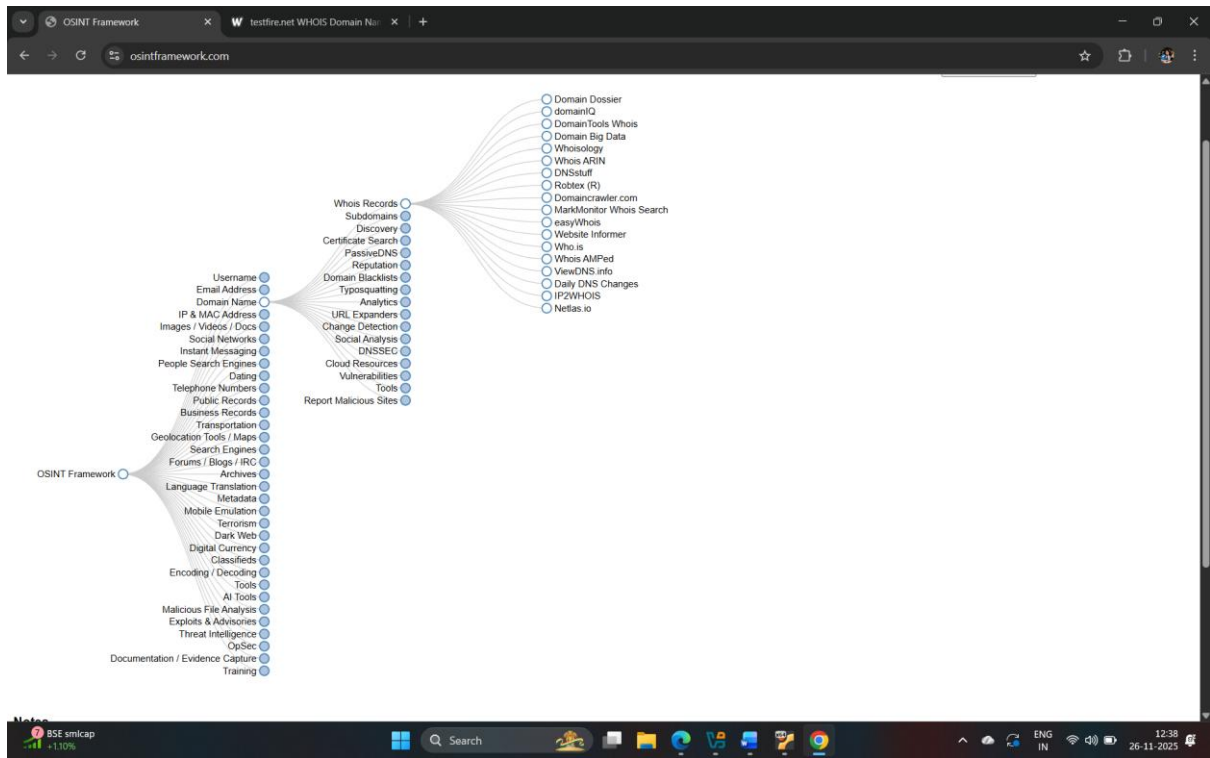 OSINT Framework
testfire.net WHOIS Domain Nar
osintframework.com
Domain Dossier
domainIQ
DomainTools Whois
Domain Big Data
Whoisology
Whois ARIN
DNSstuff
Robtex (R)
Domaincrawler.com
MarkMonitor Whois Search
easyWhois
Website Informer
Who.is
Whois AMPed
ViewDNS.info
Daily DNS Changes
IP2WHOIS
Netlas.io
Whois Records
Subdomains
Discovery
Certificate Search
PassiveDNS
Reputation
Domain Blacklists
Typosquatting
Analytics
URL Expanders
Change Detection
Social Analysis
DNSSEC
Cloud Resources
Vulnerabilities
Tools
Report Malicious Sites
Username
Email Address
Domain Name
IP & MAC Address
Images / Videos / Docs
Social Networks
Instant Messaging
People Search Engines
Dating
Telephone Numbers
Public Records
Business Records
Transportation
Geolocation Tools / Maps
Search Engines
Forums / Blogs / IRC
Archives
Language Translation
Metadata
Mobile Emulation
Terrorism
Dark Web
Digital Currency
Classifieds
Encoding / Decoding
Tools
AI Tools
Malicious File Analysis
Exploits & Advisories
Threat Intelligence
OpSec
Documentation / Evidence Capture
Training
OSINT Framework
Notes
7
BSE smlcap
+1.10%
Search
ENG
IN
12:38
26-11-2025